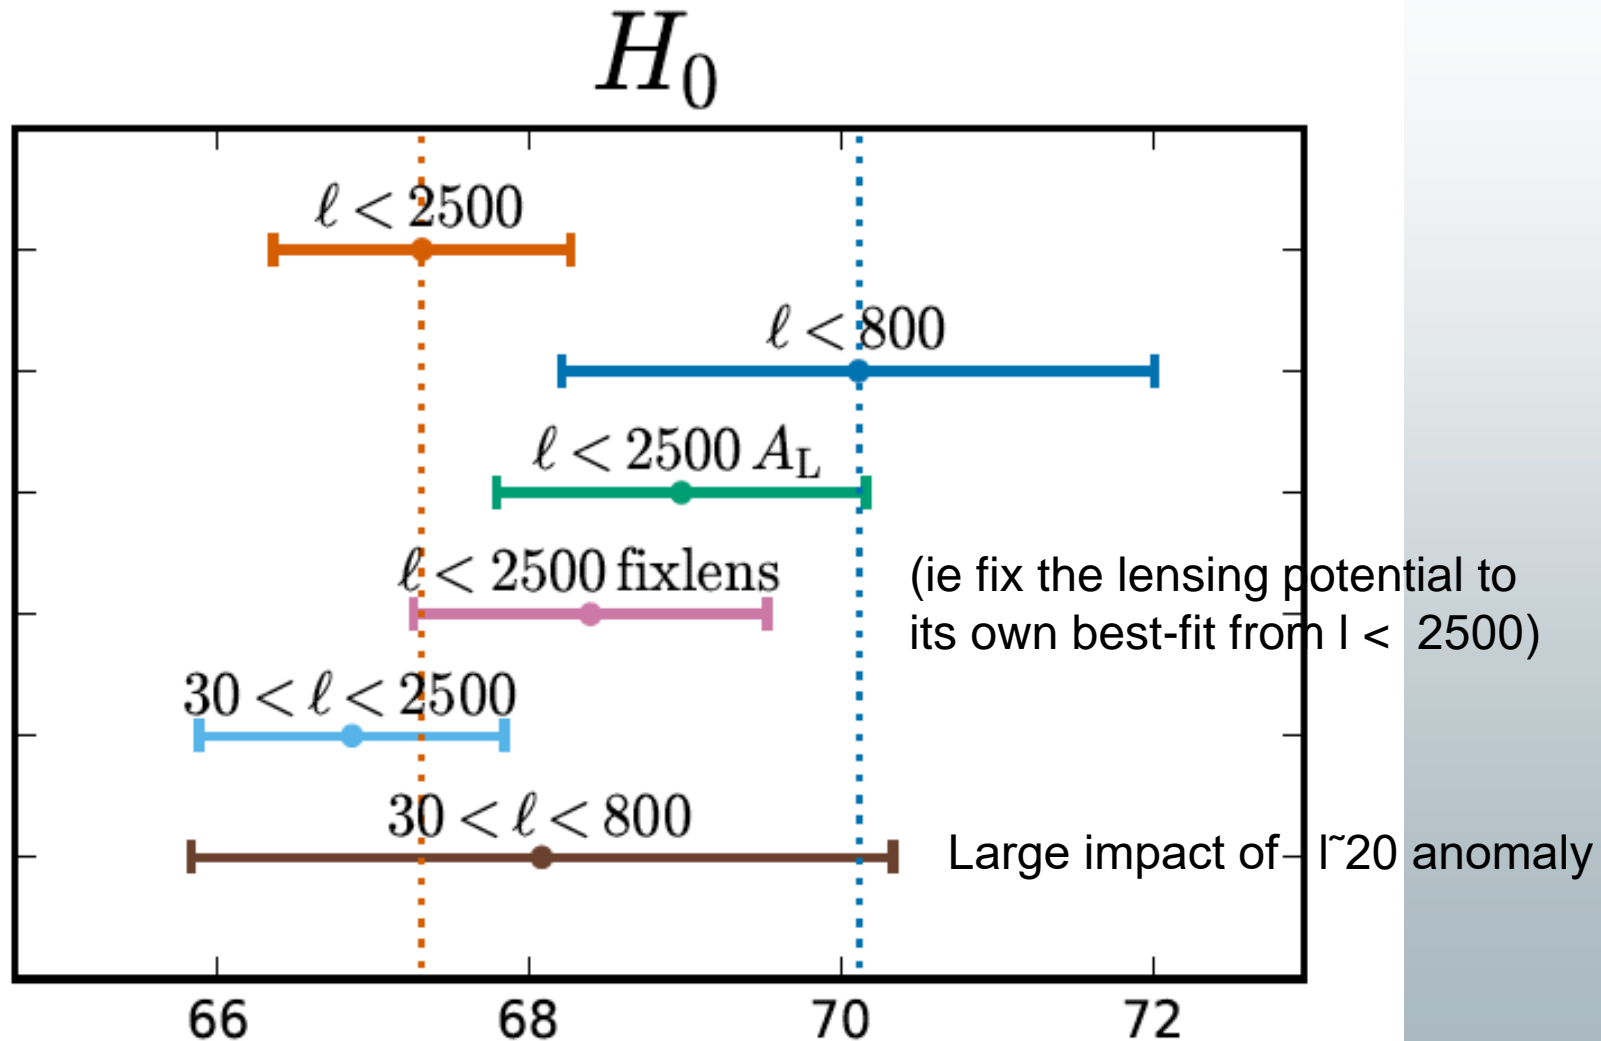 H₀
ℓ < 2500
ℓ < 800
ℓ < 2500 A_L
ℓ < 2500 fixlens
(ie fix the lensing potential to
its own best-fit from l < 2500)
30 < ℓ < 2500
30 < ℓ < 800
Large impact of l˜20 anomaly
66 68 70 72